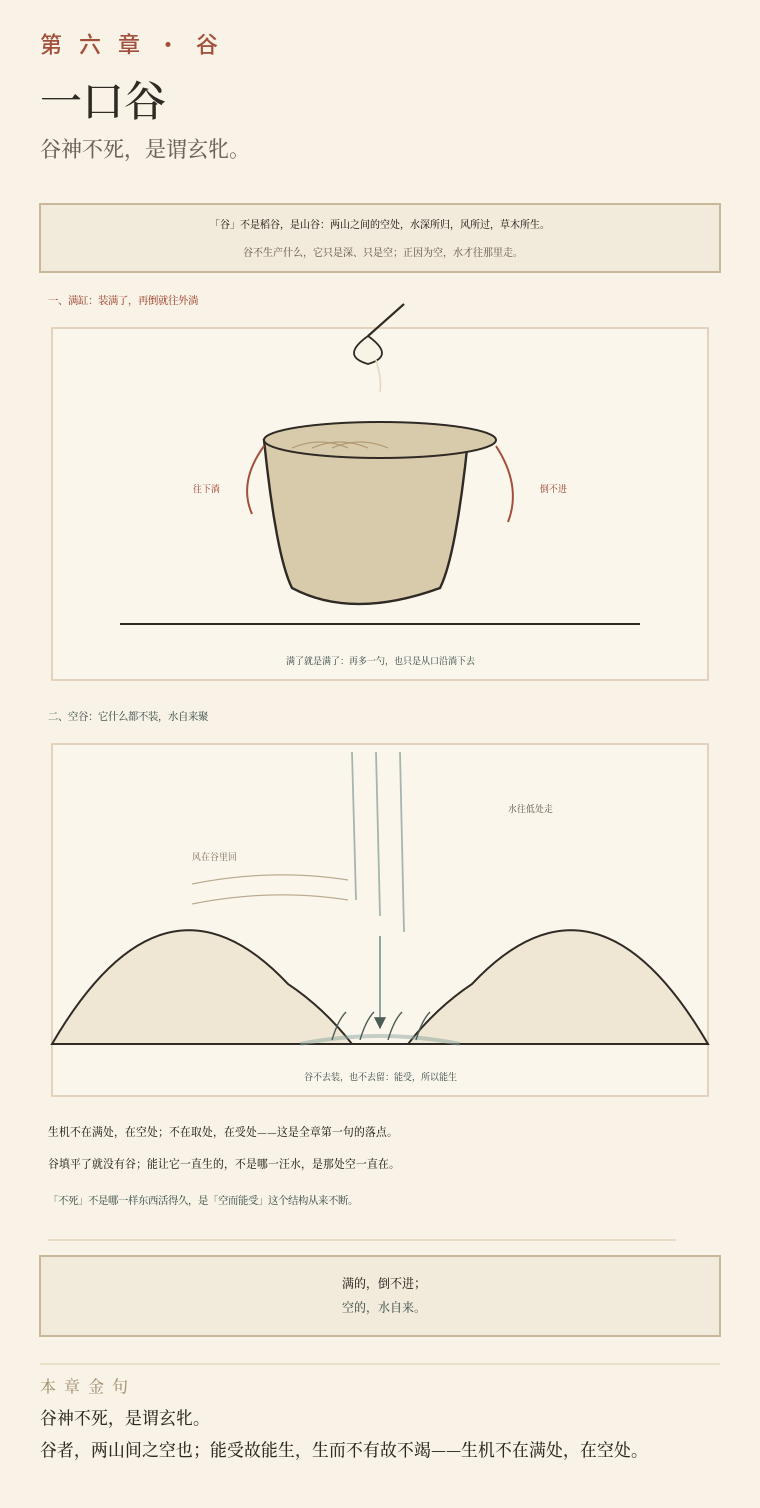 第六章·谷
一口谷
谷神不死，是谓玄牝。
「谷」不是稻谷，是山谷：两山之间的空处，水深所归，风所过，草木所生。
谷不生产什么，它只是深、只是空；正因为空，水才往那里走。
一、满缸：装满了，再倒就往外淌
往下淌
倒不进
满了就是满了：再多一勺，也只是从口沿淌下去
二、空谷：它什么都不装，水自来聚
水往低处走
风在谷里回
谷不去装，也不去留：能受，所以能生
生机不在满处，在空处；不在取处，在受处——这是全章第一句的落点。
谷填平了就没有谷；能让它一直生的，不是哪一汪水，是那处空一直在。
「不死」不是哪一样东西活得久，是「空而能受」这个结构从来不断。
满的，倒不进；
空的，水自来。
本章金句
谷神不死，是谓玄牝。
谷者，两山间之空也；能受故能生，生而不有故不竭——生机不在满处，在空处。